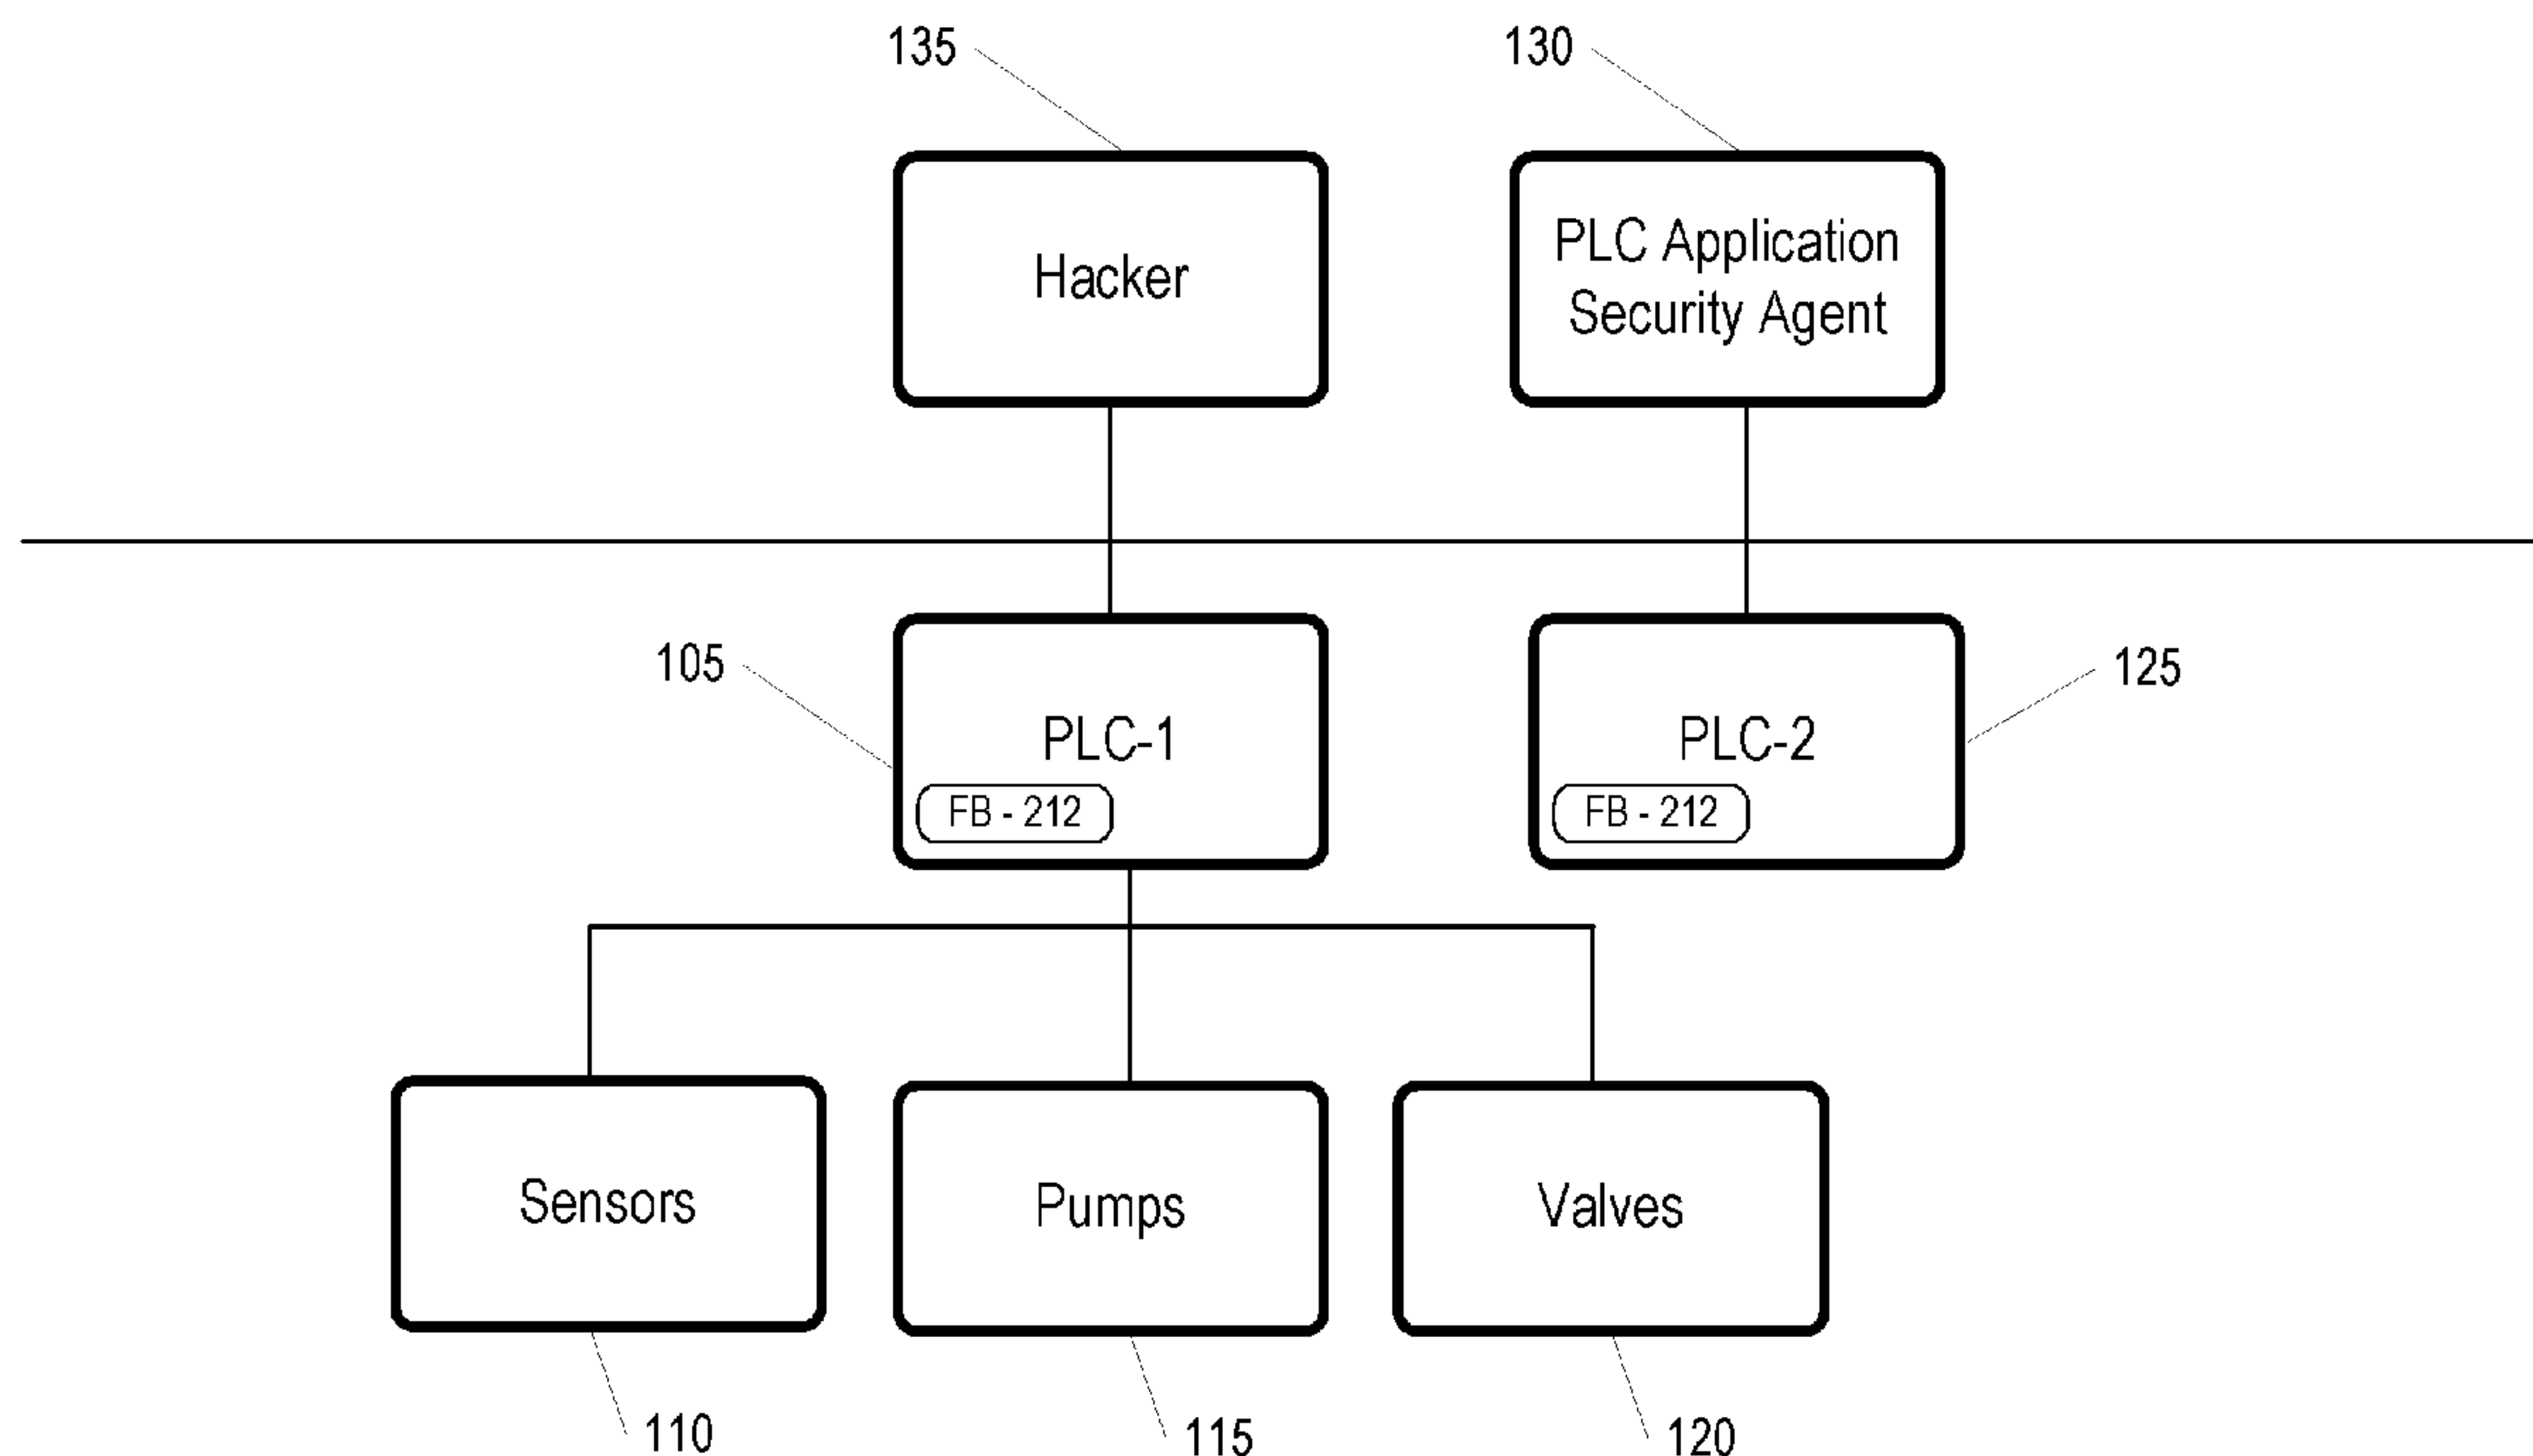 135
130
Hacker
PLC Application
Security Agent
105
PLC-1
FB - 212
PLC-2
FB - 212
125
Sensors
Pumps
Valves
110
115
120